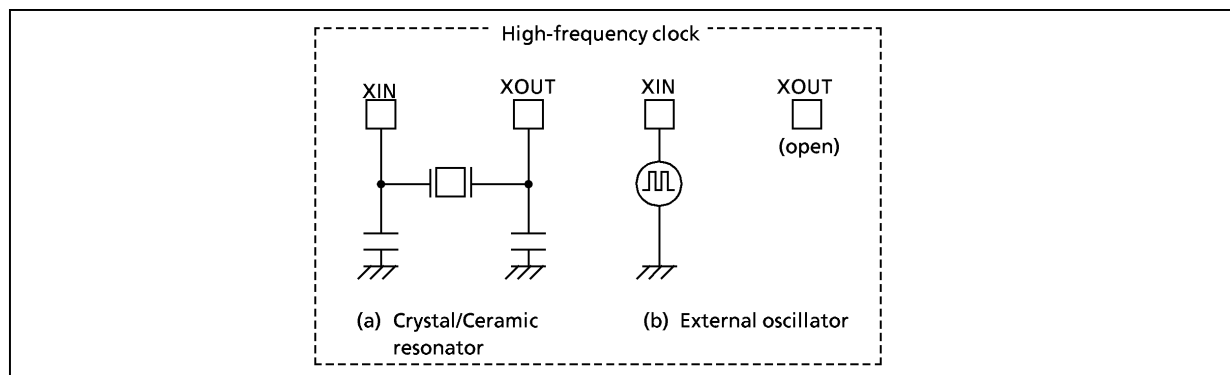 High-frequency clock
XIN
XOUT
XIN
XOUT
(open)
(a) Crystal/Ceramic
resonator
(b) External oscillator